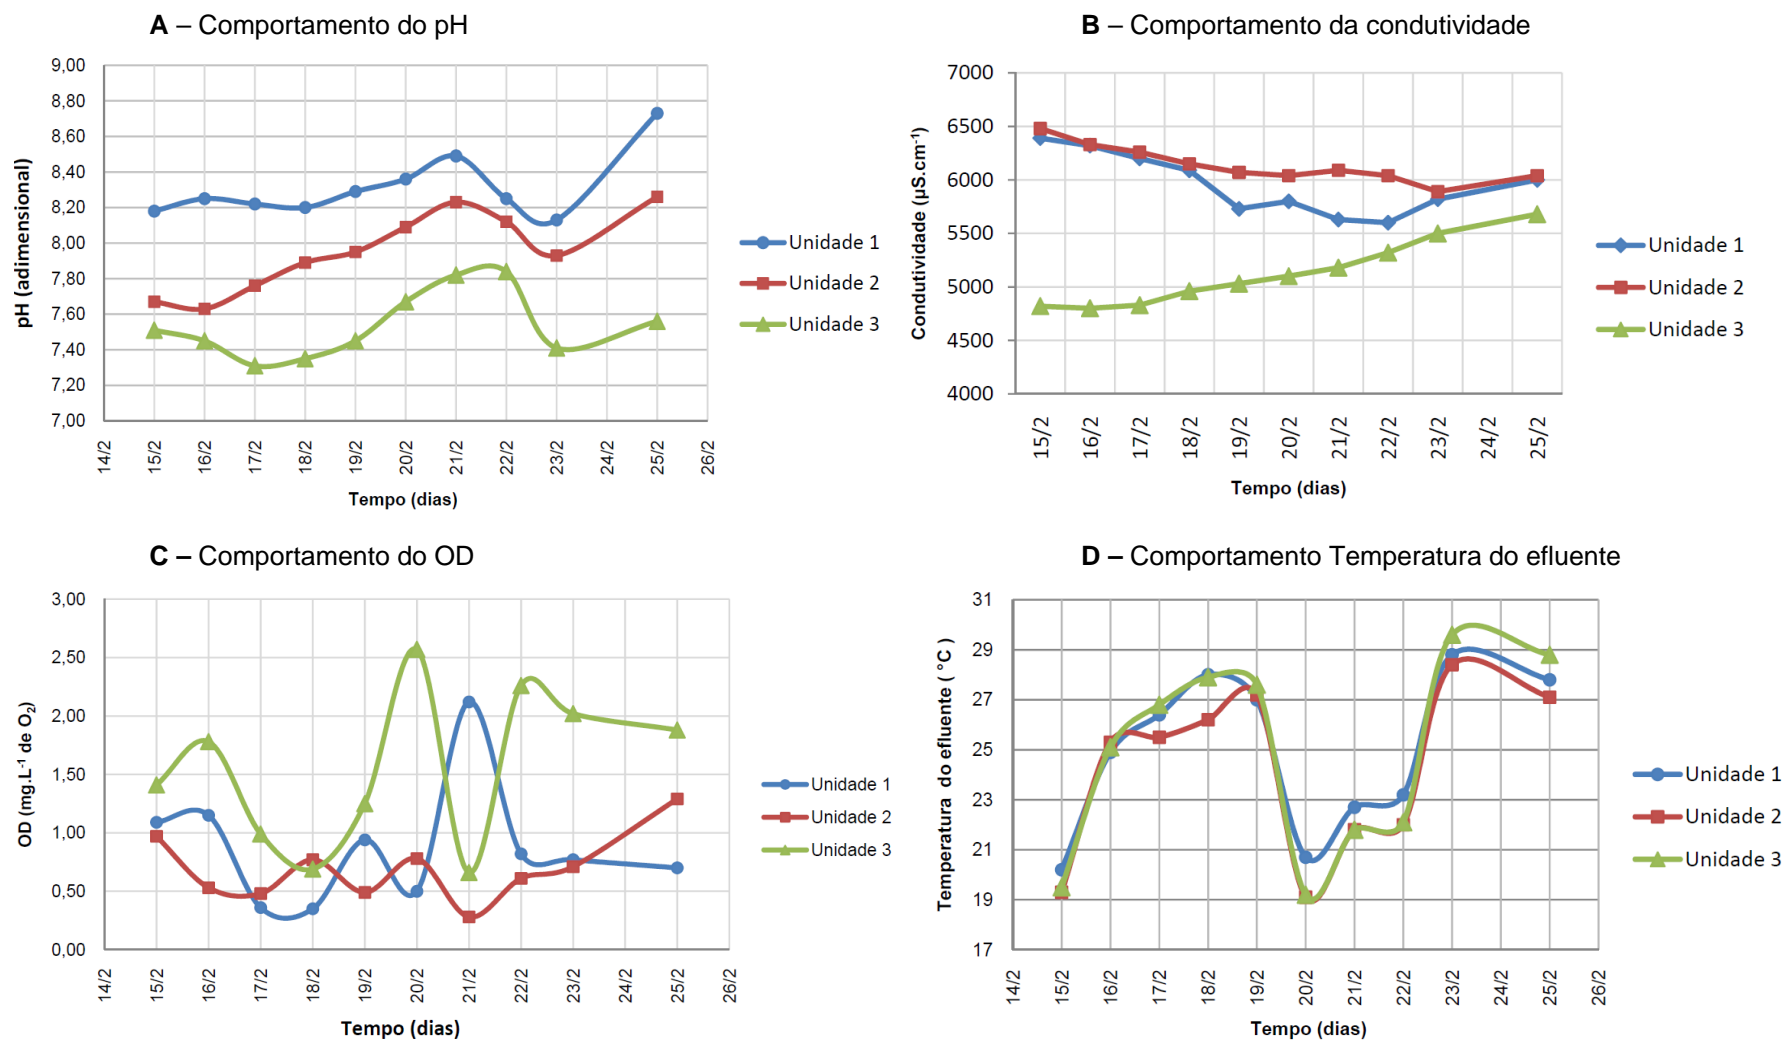 A – Comportamento do pH
9,00
8,80
8,60
8,40
8,20
8,00
7,80
7,60
7,40
7,20
7,00
pH (adimensional)
14/2 15/2 16/2 17/2 18/2 19/2 20/2 21/2 22/2 23/2 24/2 25/2 26/2
Tempo (dias)
Unidade 1
Unidade 2
Unidade 3
B – Comportamento da condutividade
7000
6500
6000
5500
5000
4500
4000
Condutividade (µS.cm⁻¹)
15/2 16/2 17/2 18/2 19/2 20/2 21/2 22/2 23/2 24/2 25/2
Tempo (dias)
Unidade 1
Unidade 2
Unidade 3
C – Comportamento do OD
3,00
2,50
2,00
1,50
1,00
0,50
0,00
OD (mg.L⁻¹ de O₂)
14/2 15/2 16/2 17/2 18/2 19/2 20/2 21/2 22/2 23/2 24/2 25/2 26/2
Tempo (dias)
Unidade 1
Unidade 2
Unidade 3
D – Comportamento Temperatura do efluente
31
29
27
25
23
21
19
17
Temperatura do efluente ( °C )
14/2 15/2 16/2 17/2 18/2 19/2 20/2 21/2 22/2 23/2 24/2 25/2 26/2
Tempo (dias)
Unidade 1
Unidade 2
Unidade 3